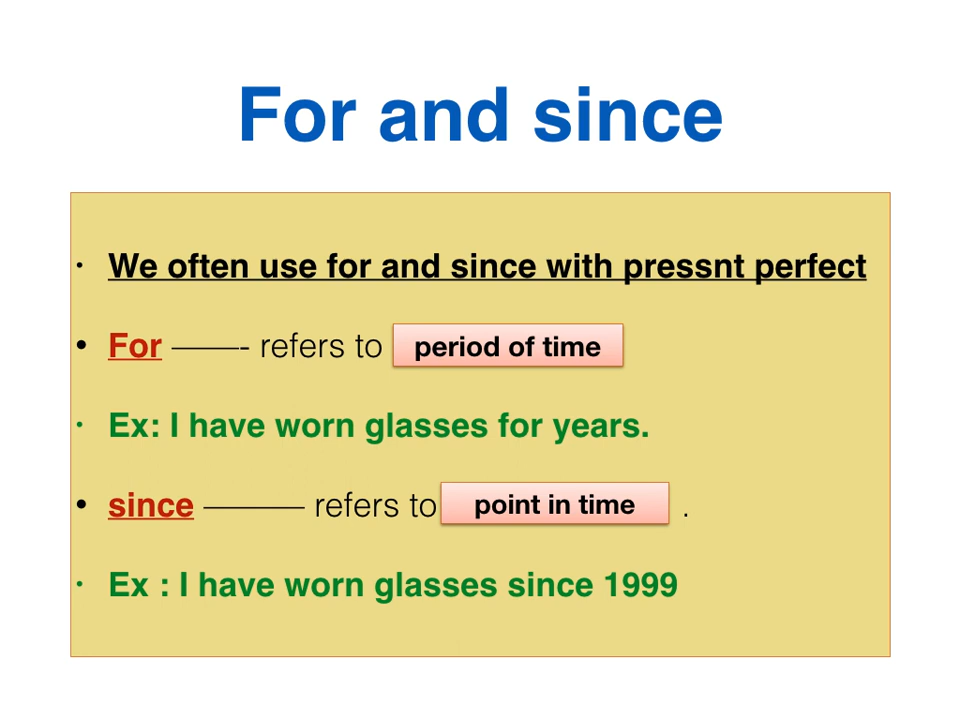 For and since
• We often use for and since with pressnt perfect
• For ——- refers to period of time
• Ex: I have worn glasses for years.
• since ——— refers to point in time .
• Ex : I have worn glasses since 1999